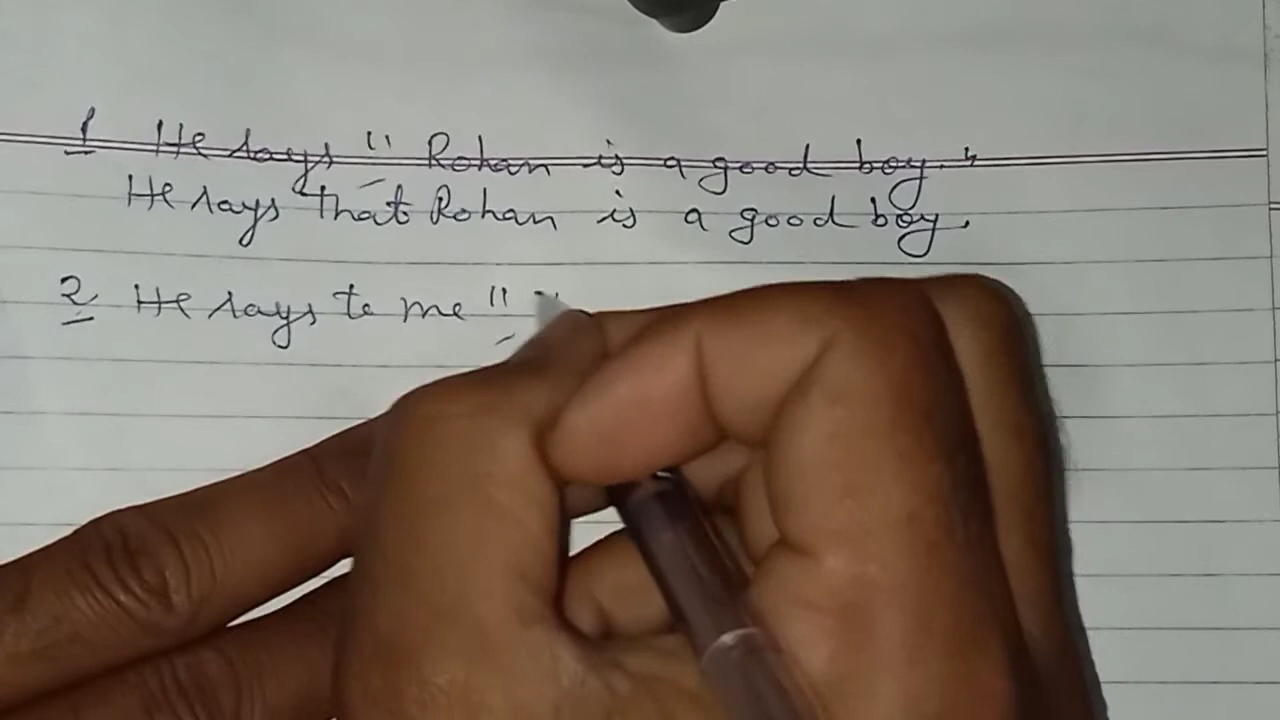 1 He says " Rohan is a good boy."
He says that Rohan is a good boy.
2 He says to me "